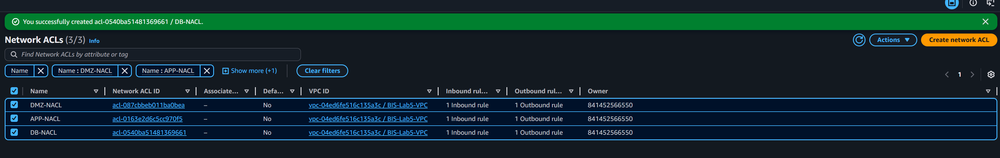 You successfully created acl-0540ba51481369661 / DB-NACL.
Network ACLs (3/3) Info
Actions
Create network ACL
Find Network ACLs by attribute or tag
Name
Name : DMZ-NACL
Name : APP-NACL
Show more (+1)
Clear filters
1
Name Network ACL ID Associate... Defa... VPC ID Inbound rul... Outbound rul... Owner
DMZ-NACL acl-087cbbeb011ba0bea – No vpc-04ed6fe516c135a3c / BIS-Lab5-VPC 1 Inbound rule 1 Outbound rule 841452566550
APP-NACL acl-0163e2d6c5cc970f5 – No vpc-04ed6fe516c135a3c / BIS-Lab5-VPC 1 Inbound rule 1 Outbound rule 841452566550
DB-NACL acl-0540ba51481369661 – No vpc-04ed6fe516c135a3c / BIS-Lab5-VPC 1 Inbound rule 1 Outbound rule 841452566550